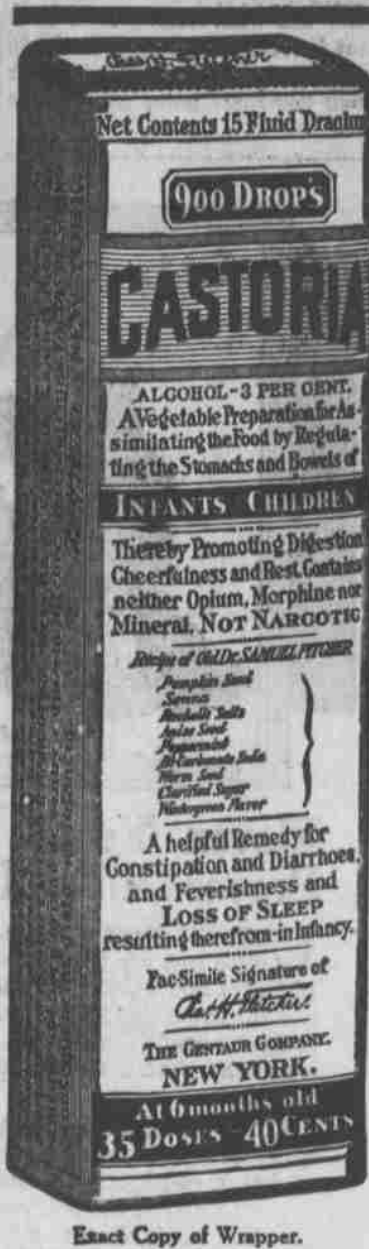 Chas H. Fletcher
Net Contents 15 Fluid Drachm
900 DROPS
CASTORIA
ALCOHOL-3 PER CENT.
A Vegetable Preparation for As-
similating the Food by Regula-
ting the Stomachs and Bowels of
INFANTS CHILDREN
Thereby Promoting Digestion
Cheerfulness and Rest. Contains
neither Opium, Morphine nor
Mineral. NOT NARCOTIC
Recipe of Old Dr. SAMUEL PITCHER
Pumpkin Seed
Senna
Rochelle Salts
Anise Seed
Peppermint
Bi-Carbonate Soda
Worm Seed
Clarified Sugar
Wintergreen Flavor
A helpful Remedy for
Constipation and Diarrhoea,
and Feverishness and
LOSS OF SLEEP
resulting therefrom-in Infancy.
Fac-Simile Signature of
Chas. H. Fletcher.
THE CENTAUR COMPANY.
NEW YORK.
At 6 months old
35 DOSES - 40 CENTS
Exact Copy of Wrapper.